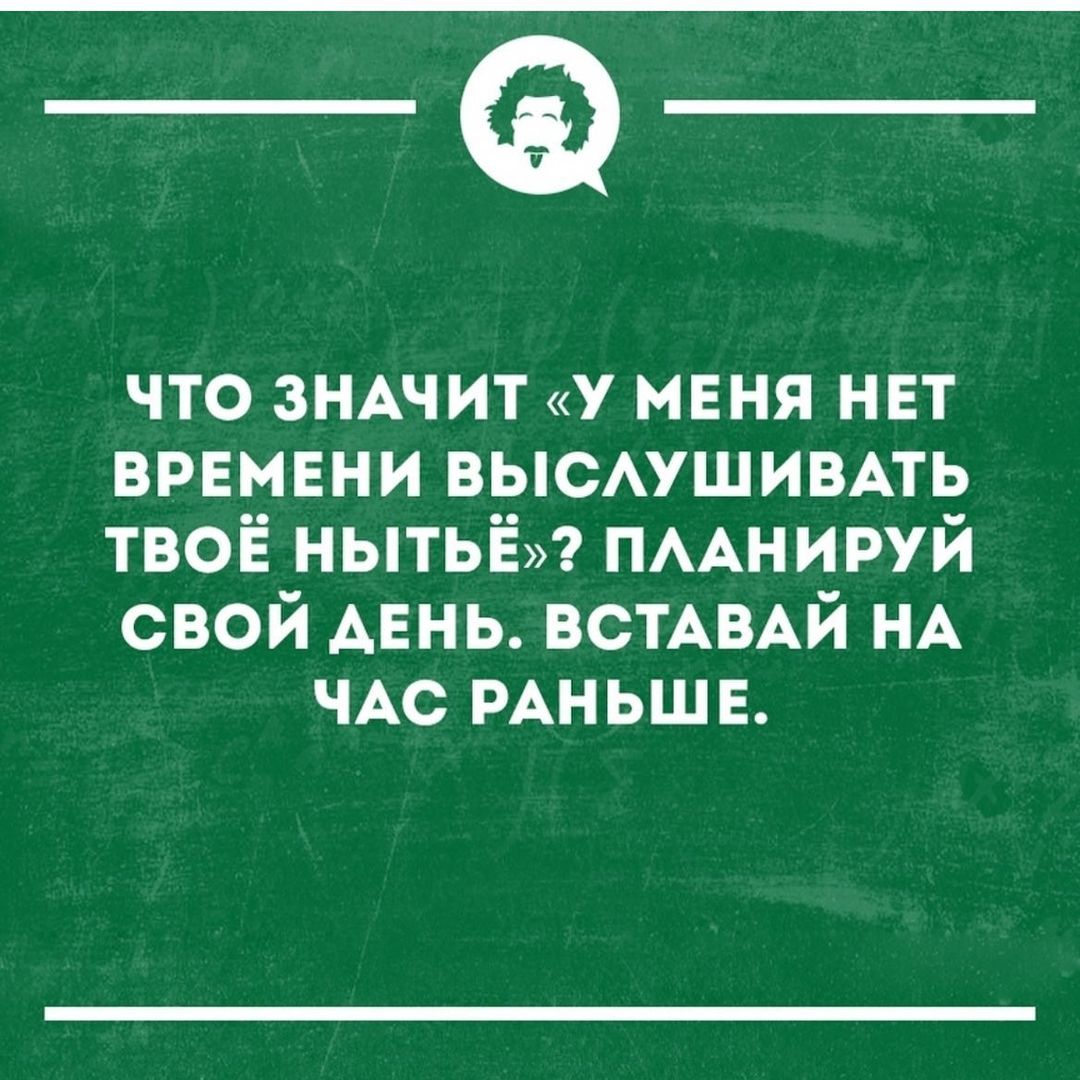 ЧТО ЗНАЧИТ «У МЕНЯ НЕТ
ВРЕМЕНИ ВЫСЛУШИВАТЬ
ТВОЁ НЫТЬЁ»? ПЛАНИРУЙ
СВОЙ ДЕНЬ. ВСТАВАЙ НА
ЧАС РАНЬШЕ.